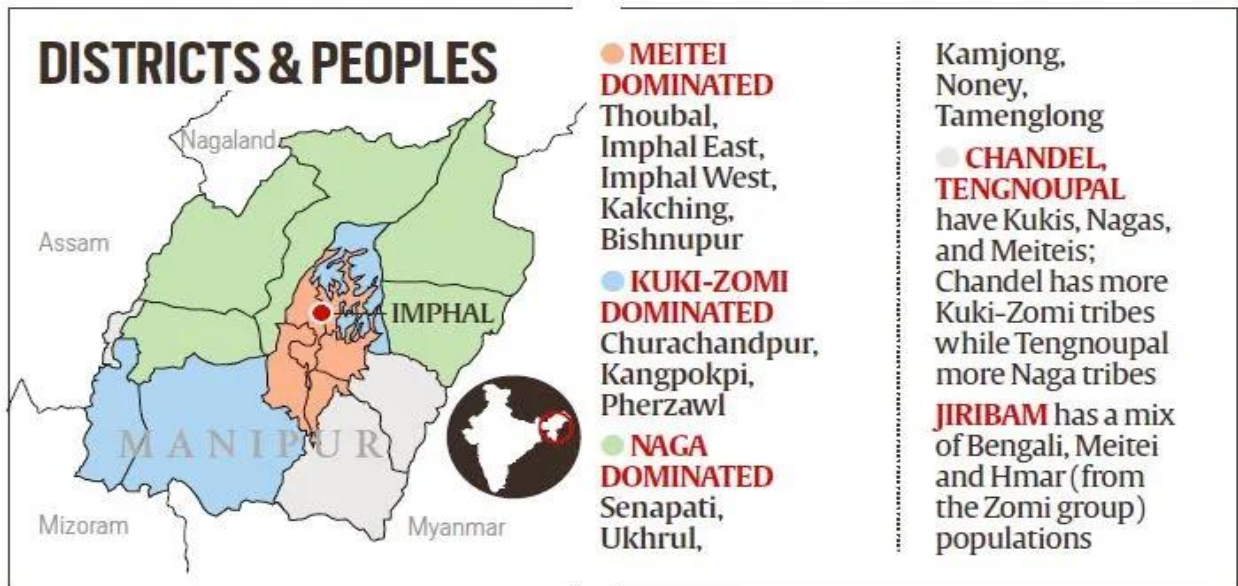 DISTRICTS & PEOPLES
Nagaland
Assam
IMPHAL
MANIPUR
Mizoram
Myanmar
MEITEI
DOMINATED
Thoubal,
Imphal East,
Imphal West,
Kakching,
Bishnupur
KUKI-ZOMI
DOMINATED
Churachandpur,
Kangpokpi,
Pherzawl
NAGA
DOMINATED
Senapati,
Ukhrul,
Kamjong,
Noney,
Tamenglong
CHANDEL,
TENGNOUPAL
have Kukis, Nagas,
and Meiteis;
Chandel has more
Kuki-Zomi tribes
while Tengnoupal
more Naga tribes
JIRIBAM has a mix
of Bengali, Meitei
and Hmar (from
the Zomi group)
populations